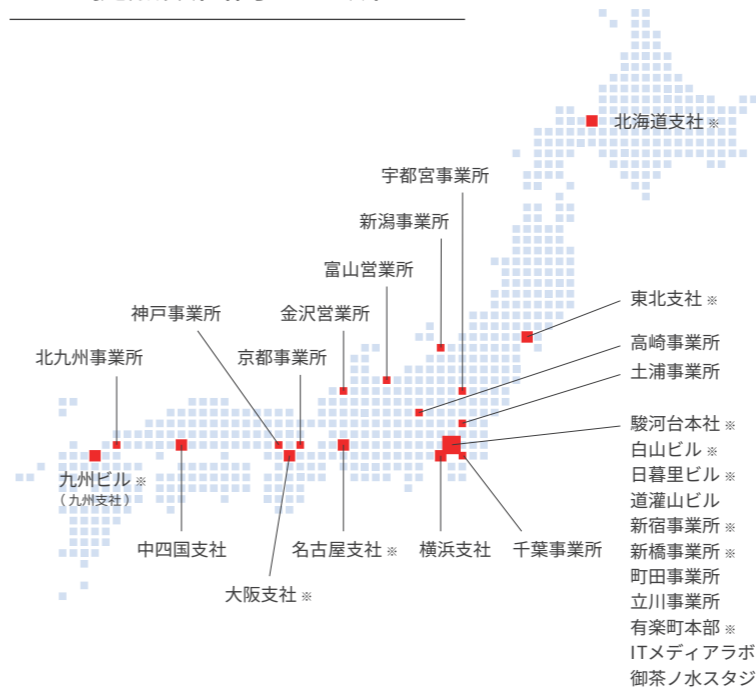 北海道支社 ※
宇都宮事業所
新潟事業所
富山営業所
神戸事業所
金沢営業所
東北支社 ※
高崎事業所
北九州事業所
京都事業所
土浦事業所
駿河台本社 ※
白山ビル ※
日暮里ビル ※
道灌山ビル
新宿事業所 ※
新橋事業所 ※
町田事業所
立川事業所
有楽町本部 ※
ITメディアラボ
御茶ノ水スタジ
九州ビル ※
（九州支社）
中四国支社
名古屋支社 ※
横浜支社
千葉事業所
大阪支社 ※